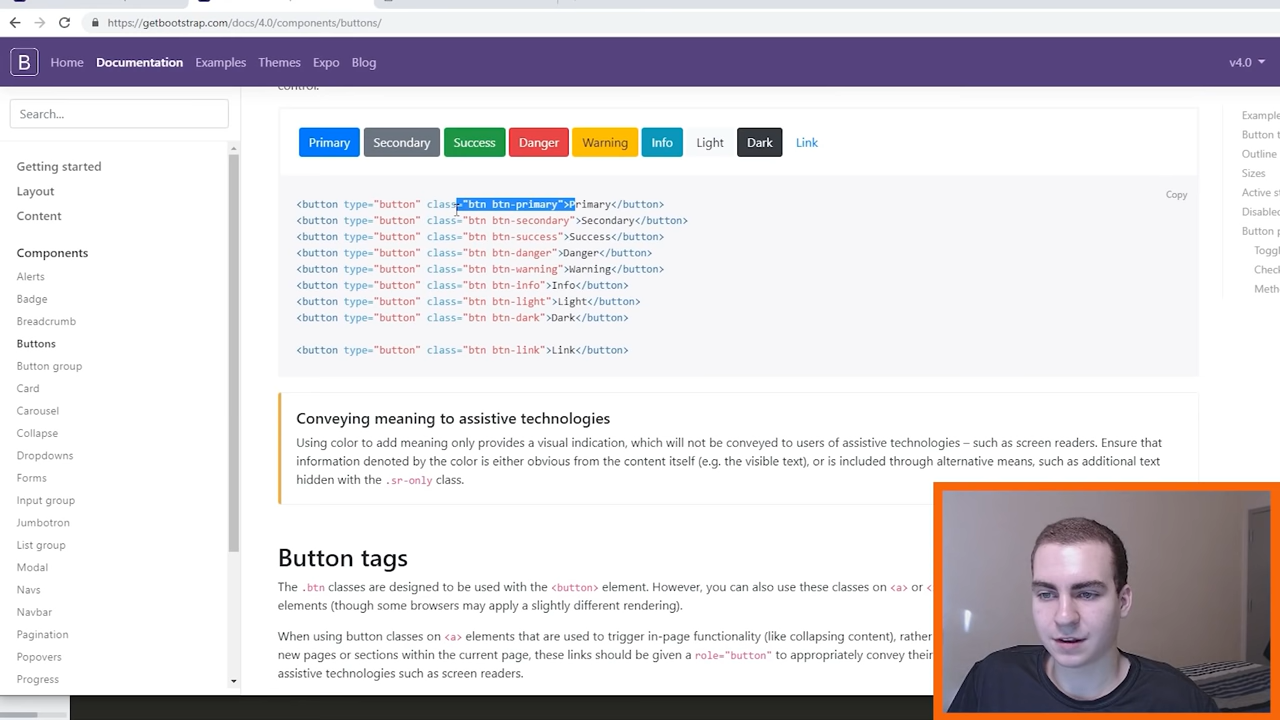 https://getbootstrap.com/docs/4.0/components/buttons/
B Home Documentation Examples Themes Expo Blog v4.0
Search...
Getting started
Layout
Content
Components
Alerts
Badge
Breadcrumb
Buttons
Button group
Card
Carousel
Collapse
Dropdowns
Forms
Input group
Jumbotron
List group
Modal
Navs
Navbar
Pagination
Popovers
Progress
control.
Primary Secondary Success Danger Warning Info Light Dark Link
Copy
<button type="button" class="btn btn-primary">Primary</button>
<button type="button" class="btn btn-secondary">Secondary</button>
<button type="button" class="btn btn-success">Success</button>
<button type="button" class="btn btn-danger">Danger</button>
<button type="button" class="btn btn-warning">Warning</button>
<button type="button" class="btn btn-info">Info</button>
<button type="button" class="btn btn-light">Light</button>
<button type="button" class="btn btn-dark">Dark</button>
<button type="button" class="btn btn-link">Link</button>
Conveying meaning to assistive technologies
Using color to add meaning only provides a visual indication, which will not be conveyed to users of assistive technologies – such as screen readers. Ensure that
information denoted by the color is either obvious from the content itself (e.g. the visible text), or is included through alternative means, such as additional text
hidden with the .sr-only class.
Button tags
The .btn classes are designed to be used with the <button> element. However, you can also use these classes on <a> or <
elements (though some browsers may apply a slightly different rendering).
When using button classes on <a> elements that are used to trigger in-page functionality (like collapsing content), rathe
new pages or sections within the current page, these links should be given a role="button" to appropriately convey thei
assistive technologies such as screen readers.
Example
Button t
Outline
Sizes
Active s
Disable
Button p
Toggl
Check
Meth